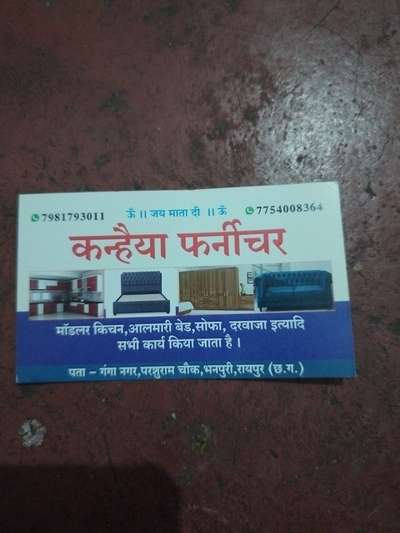 7981793011 ॐ ।। जय माता दी ।। ॐ 7754008364
कन्हैया फर्नीचर
मॉडलर किचन,आलमारी बेड,सोफा, दरवाजा इत्यादि
सभी कार्य किया जाता है ।
पता – गंगा नगर,परशुराम चौक,भनपुरी,रायपुर (छ.ग.)